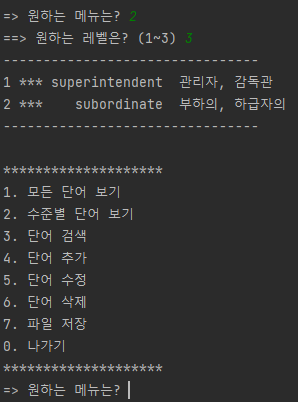 => 원하는 메뉴는? 2
==> 원하는 레벨은? (1~3) 3
--------------------------------
1 *** superintendent  관리자, 감독관
2 ***    subordinate  부하의, 하급자의
--------------------------------
********************
1. 모든 단어 보기
2. 수준별 단어 보기
3. 단어 검색
4. 단어 추가
5. 단어 수정
6. 단어 삭제
7. 파일 저장
0. 나가기
********************
=> 원하는 메뉴는?